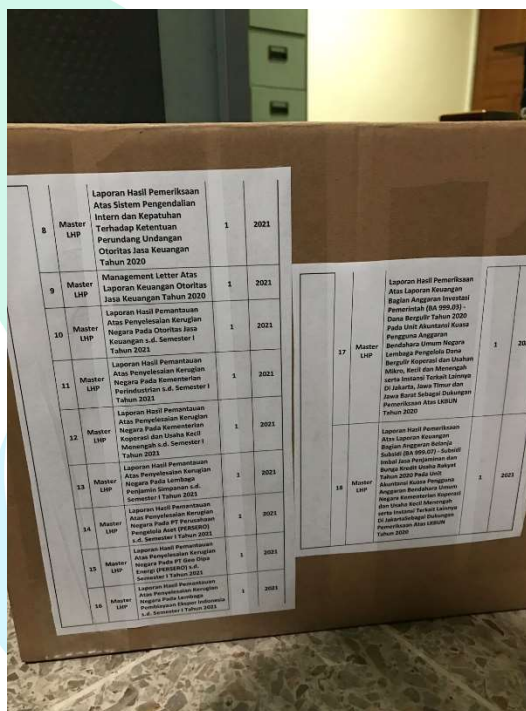 8
Master
LHP
Laporan Hasil Pemeriksaan
Atas Sistem Pengendalian
Intern dan Kepatuhan
Terhadap Ketentuan
Perundang Undangan
Otoritas Jasa Keuangan
Tahun 2020
1
2021
9
Master
LHP
Management Letter Atas
Laporan Keuangan Otoritas
Jasa Keuangan Tahun 2020
1
2021
10
Master
LHP
Laporan Hasil Pemantauan
Atas Penyelesaian Kerugian
Negara Pada Otoritas Jasa
Keuangan s.d. Semester I
Tahun 2021
1
2021
11
Master
LHP
Laporan Hasil Pemantauan
Atas Penyelesaian Kerugian
Negara Pada Kementerian
Perindustrian s.d. Semester I
Tahun 2021
1
2021
12
Master
LHP
Laporan Hasil Pemantauan
Atas Penyelesaian Kerugian
Negara Pada Kementerian
Koperasi dan Usaha Kecil
Menengah s.d. Semester I
Tahun 2021
1
2021
13
Master
LHP
Laporan Hasil Pemantauan
Atas Penyelesaian Kerugian
Negara Pada Lembaga
Penjamin Simpanan s.d.
Semester I Tahun 2021
1
2021
14
Master
LHP
Laporan Hasil Pemantauan
Atas Penyelesaian Kerugian
Negara Pada PT Perusahaan
Pengelola Aset (PERSERO)
s.d. Semester I Tahun 2021
1
2021
15
Master
LHP
Laporan Hasil Pemantauan
Atas Penyelesaian Kerugian
Negara Pada PT Geo Dipa
Energi (PERSERO) s.d.
Semester I Tahun 2021
1
2021
16
Master
LHP
Laporan Hasil Pemantauan
Atas Penyelesaian Kerugian
Negara Pada Lembaga
Pembiayaan Ekspor Indonesia
s.d. Semester I Tahun 2021
1
2021
17
Master
LHP
Laporan Hasil Pemeriksaan
Atas Laporan Keuangan
Bagian Anggaran Investasi
Pemerintah (BA 999.03) -
Dana Bergulir Tahun 2020
Pada Unit Akuntansi Kuasa
Pengguna Anggaran
Bendahara Umum Negara
Lembaga Pengelola Dana
Bergulir Koperasi dan Usahan
Mikro, Kecil dan Menengah
serta Instansi Terkait Lainnya
Di Jakarta, Jawa Timur dan
Jawa Barat Sebagai Dukungan
Pemeriksaan Atas LKBUN
Tahun 2020
1
20
18
Master
LHP
Laporan Hasil Pemeriksaan
Atas Laporan Keuangan
Bagian Anggaran Belanja
Subsidi (BA 999.07) - Subsidi
Imbal Jasa Penjaminan dan
Bunga Kredit Usaha Rakyat
Tahun 2020 Pada Unit
Akuntansi Kuasa Pengguna
Anggaran Bendahara Umum
Negara Kementerian Koperasi
dan Usaha Kecil Menengah
serta Instansi Terkait Lainnya
Di Jakartalsebagai Dukungan
Pemeriksaan Atas LKBUN
Tahun 2020
1
2021